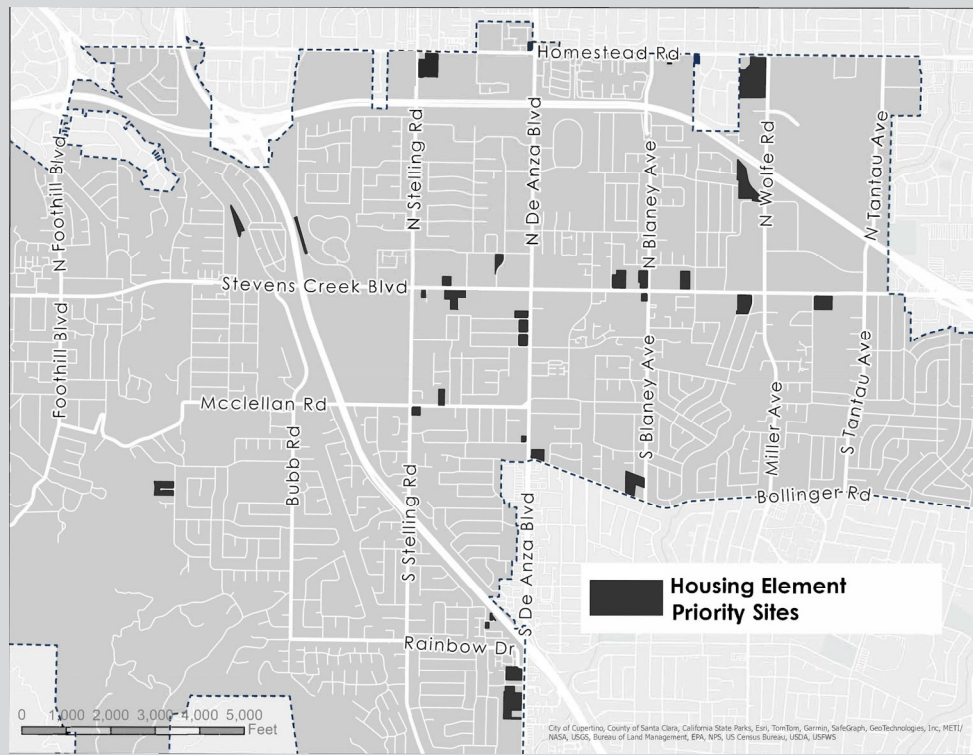 Homestead Rd
N Foothill Blvd
N Stelling Rd
N De Anza Blvd
N Blaney Ave
N Wolfe Rd
N Tantau Ave
Stevens Creek Blvd
Foothill Blvd
Mcclellan Rd
Bubb Rd
S Stelling Rd
S De Anza Blvd
S Blaney Ave
Miller Ave
S Tantau Ave
Bollinger Rd
Rainbow Dr
Housing Element
Priority Sites
0 1,000 2,000 3,000 4,000 5,000
Feet
City of Cupertino, County of Santa Clara, California State Parks, Esri, TomTom, Garmin, SafeGraph, GeoTechnologies, Inc, METI/
NASA, USGS, Bureau of Land Management, EPA, NPS, US Census Bureau, USDA, USFWS